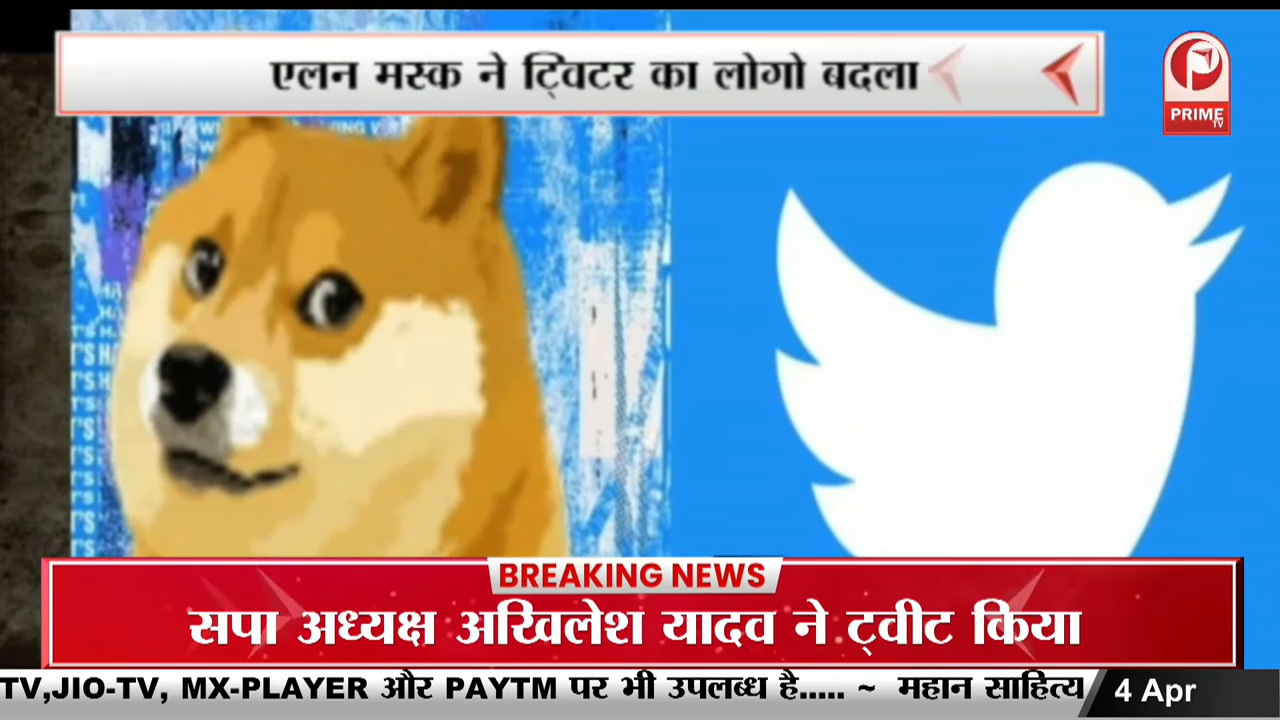 एलन मस्क ने ट्विटर का लोगो बदला
PRIME
TV
BREAKING NEWS
सपा अध्यक्ष अखिलेश यादव ने ट्वीट किया
TV,JIO-TV, MX-PLAYER और PAYTM पर भी उपलब्ध है..... ~ महान साहित्य
4 Apr